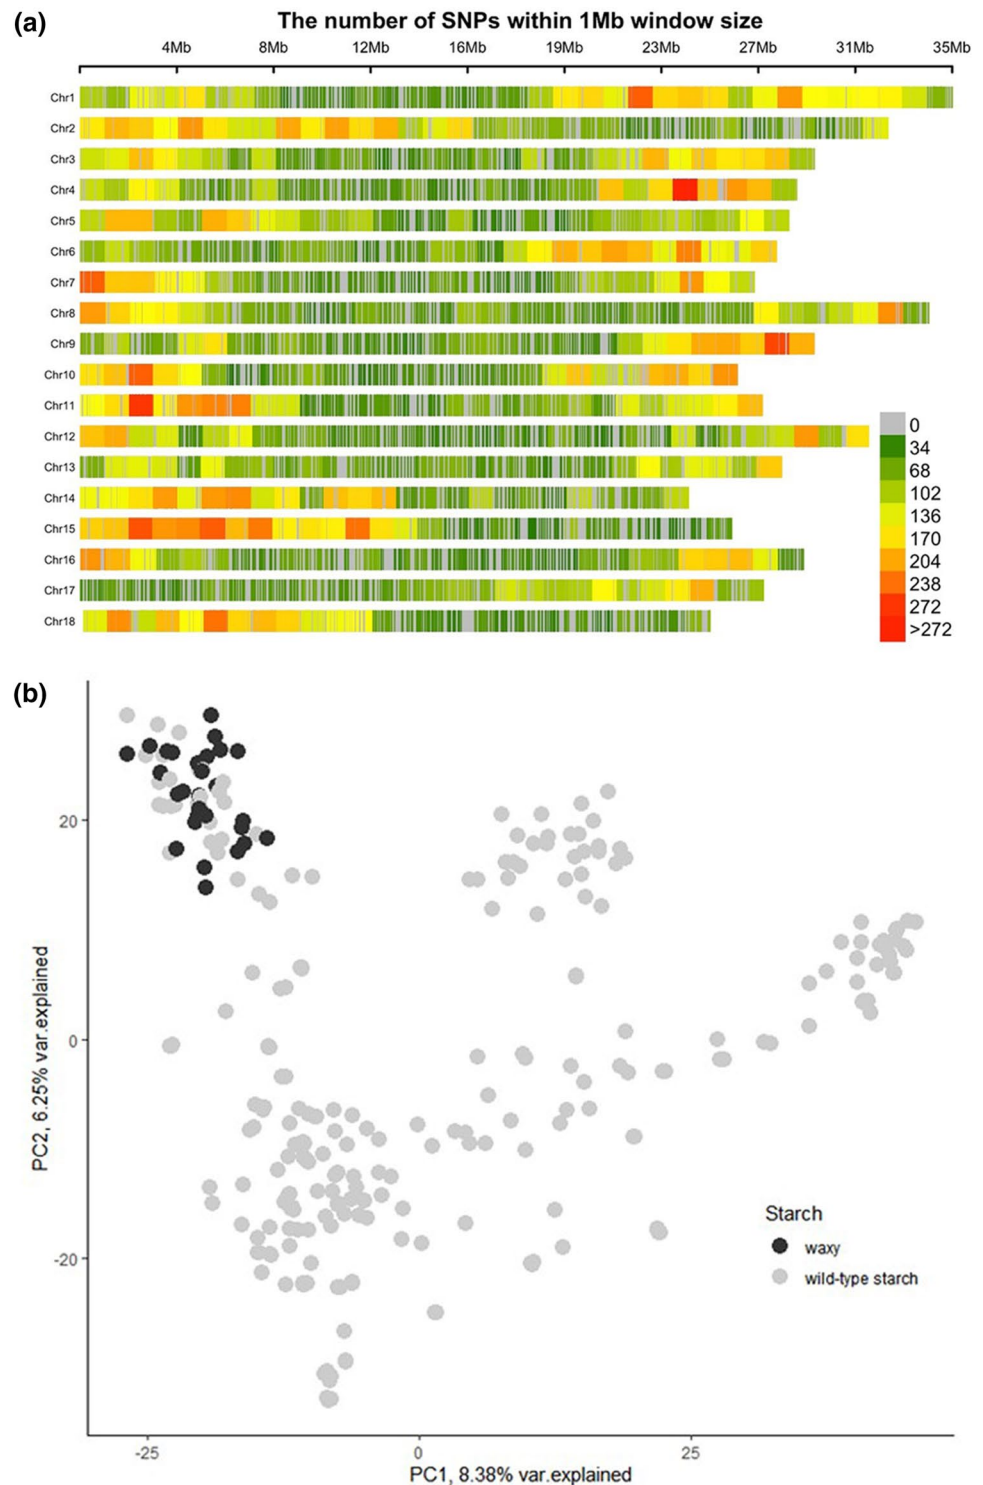 (a)
The number of SNPs within 1Mb window size
4Mb 8Mb 12Mb 16Mb 19Mb 23Mb 27Mb 31Mb 35Mb
Chr1
Chr2
Chr3
Chr4
Chr5
Chr6
Chr7
Chr8
Chr9
Chr10
Chr11
Chr12
Chr13
Chr14
Chr15
Chr16
Chr17
Chr18
0
34
68
102
136
170
204
238
272
>272
(b)
PC2, 6.25% var.explained
20
0
-20
Starch
waxy
wild-type starch
-25 0 25
PC1, 8.38% var.explained